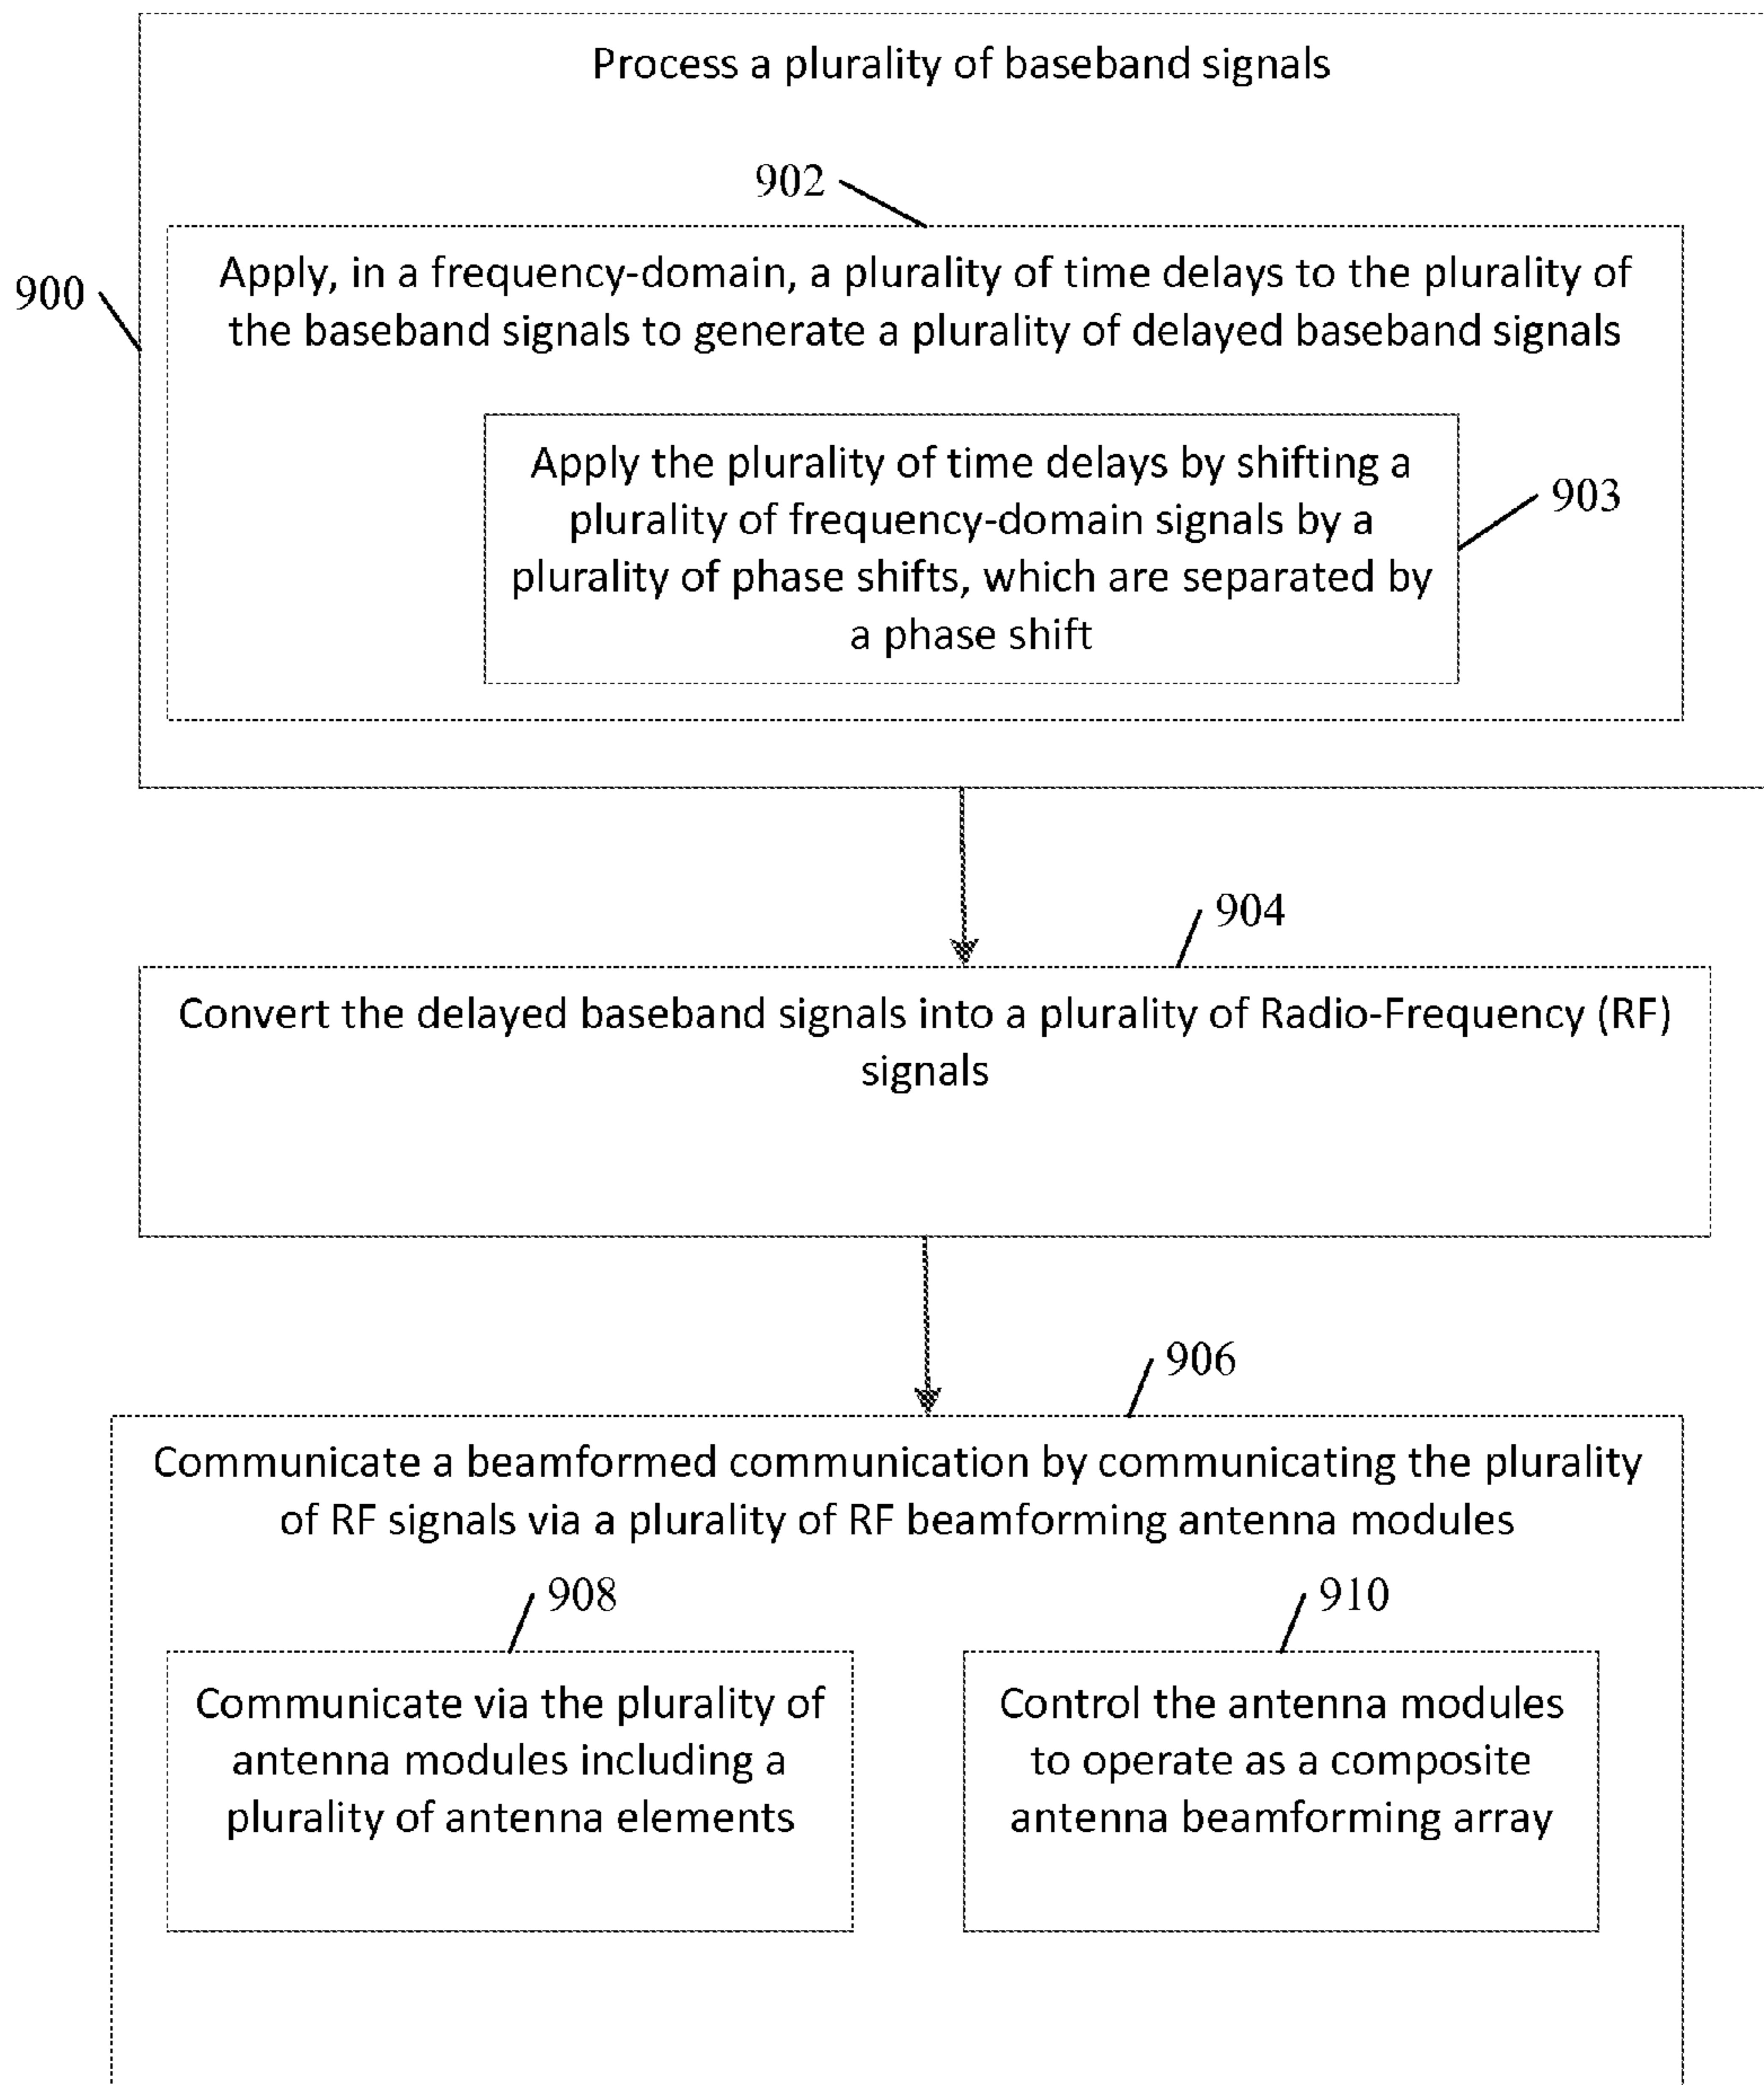 Process a plurality of baseband signals
902
900
Apply, in a frequency-domain, a plurality of time delays to the plurality of
the baseband signals to generate a plurality of delayed baseband signals
Apply the plurality of time delays by shifting a
plurality of frequency-domain signals by a
plurality of phase shifts, which are separated by
a phase shift
903
904
Convert the delayed baseband signals into a plurality of Radio-Frequency (RF)
signals
906
Communicate a beamformed communication by communicating the plurality
of RF signals via a plurality of RF beamforming antenna modules
908
Communicate via the plurality of
antenna modules including a
plurality of antenna elements
910
Control the antenna modules
to operate as a composite
antenna beamforming array